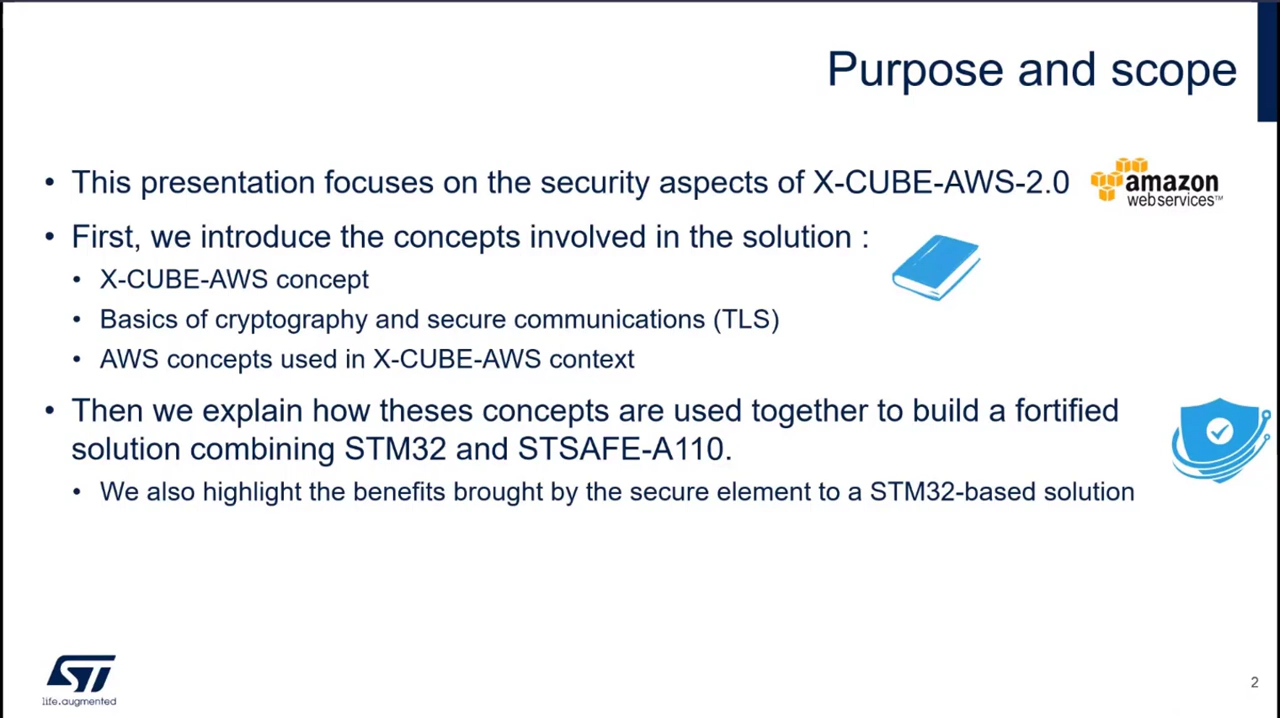 Purpose and scope
• This presentation focuses on the security aspects of X-CUBE-AWS-2.0
amazon
webservices™
• First, we introduce the concepts involved in the solution :
• X-CUBE-AWS concept
• Basics of cryptography and secure communications (TLS)
• AWS concepts used in X-CUBE-AWS context
• Then we explain how theses concepts are used together to build a fortified
solution combining STM32 and STSAFE-A110.
• We also highlight the benefits brought by the secure element to a STM32-based solution
ST
life.augmented
2